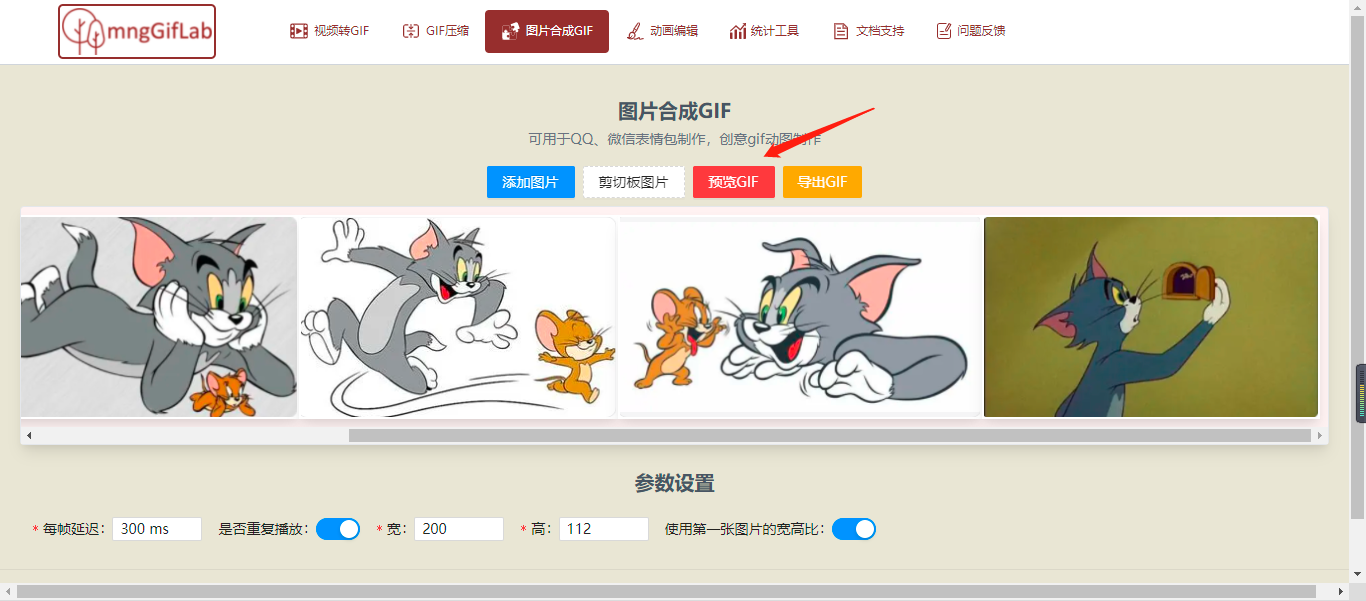 mngGifLab
视频转GIF
GIF压缩
图片合成GIF
动画编辑
统计工具
文档支持
问题反馈
图片合成GIF
可用于QQ、微信表情包制作，创意gif动图制作
添加图片
剪切板图片
预览GIF
导出GIF
参数设置
* 每帧延迟: 300 ms 是否重复播放: * 宽: 200 * 高: 112 使用第一张图片的宽高比: